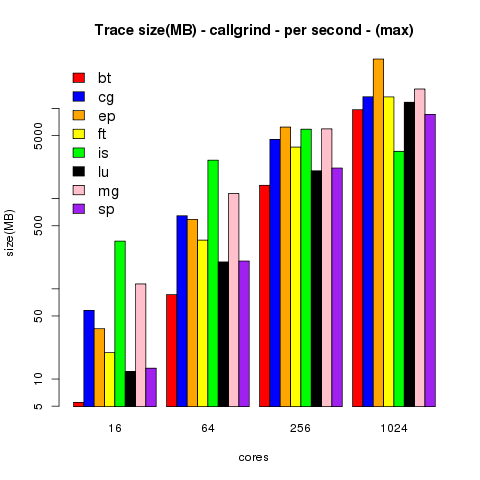 Trace size(MB) - callgrind - per second - (max)
bt
cg
ep
ft
is
lu
mg
sp
size(MB)
5000
500
50
10
5
16 64 256 1024
cores